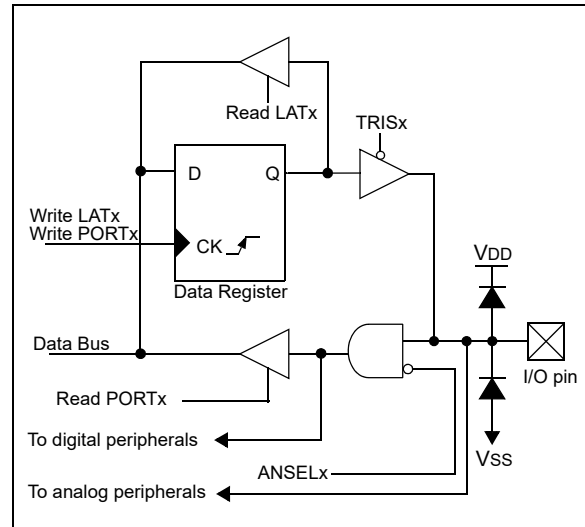 Read LATx
TRISx
D
Q
Write LATx
Write PORTx
CK
Data Register
VDD
Data Bus
I/O pin
Read PORTx
To digital peripherals
VSS
ANSELx
To analog peripherals